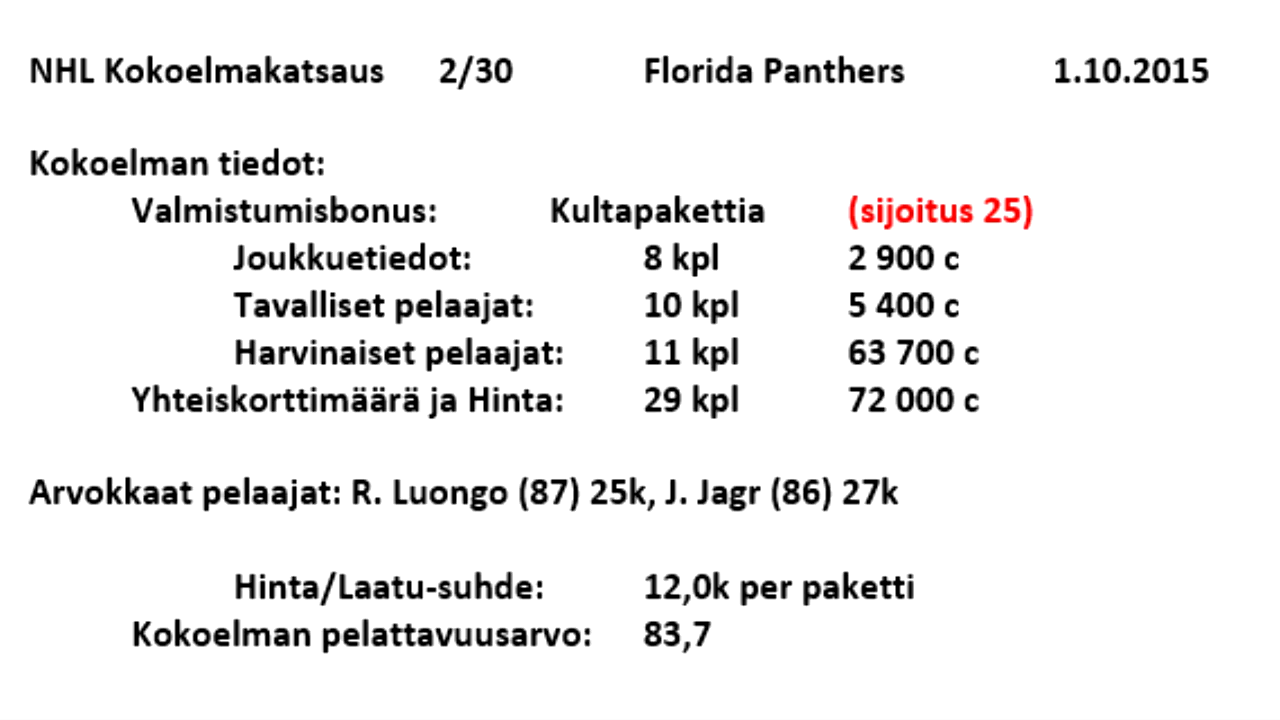 NHL Kokoelmakatsaus 2/30 Florida Panthers 1.10.2015
Kokoelman tiedot:
Valmistumisbonus: Kultapakettia (sijoitus 25)
Joukkuetiedot: 8 kpl 2 900 c
Tavalliset pelaajat: 10 kpl 5 400 c
Harvinaiset pelaajat: 11 kpl 63 700 c
Yhteiskorttimäärä ja Hinta: 29 kpl 72 000 c
Arvokkaat pelaajat: R. Luongo (87) 25k, J. Jagr (86) 27k
Hinta/Laatu-suhde: 12,0k per paketti
Kokoelman pelattavuusarvo: 83,7